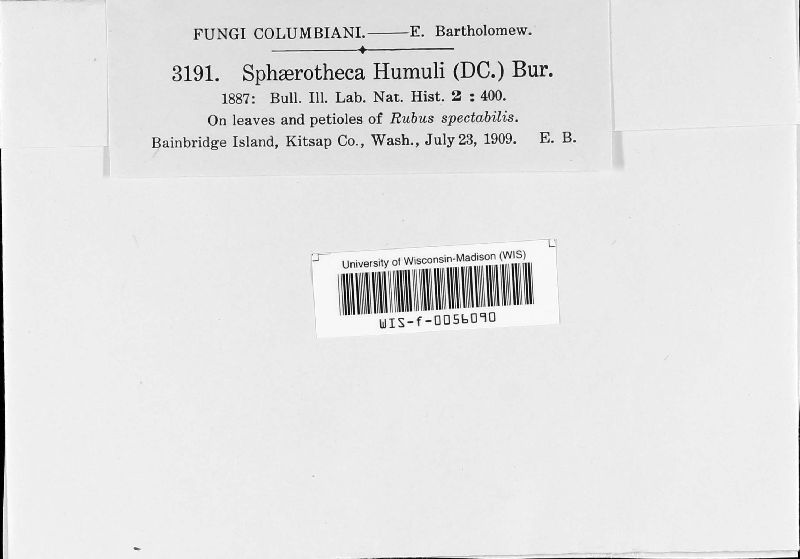 FUNGI COLUMBIANI.—E. Bartholomew.
3191. Sphærotheca Humuli (DC.) Bur.
1887: Bull. Ill. Lab. Nat. Hist. 2 : 400.
On leaves and petioles of Rubus spectabilis.
Bainbridge Island, Kitsap Co., Wash., July 23, 1909. E. B.
University of Wisconsin-Madison (WIS)
WIS-f-0056090